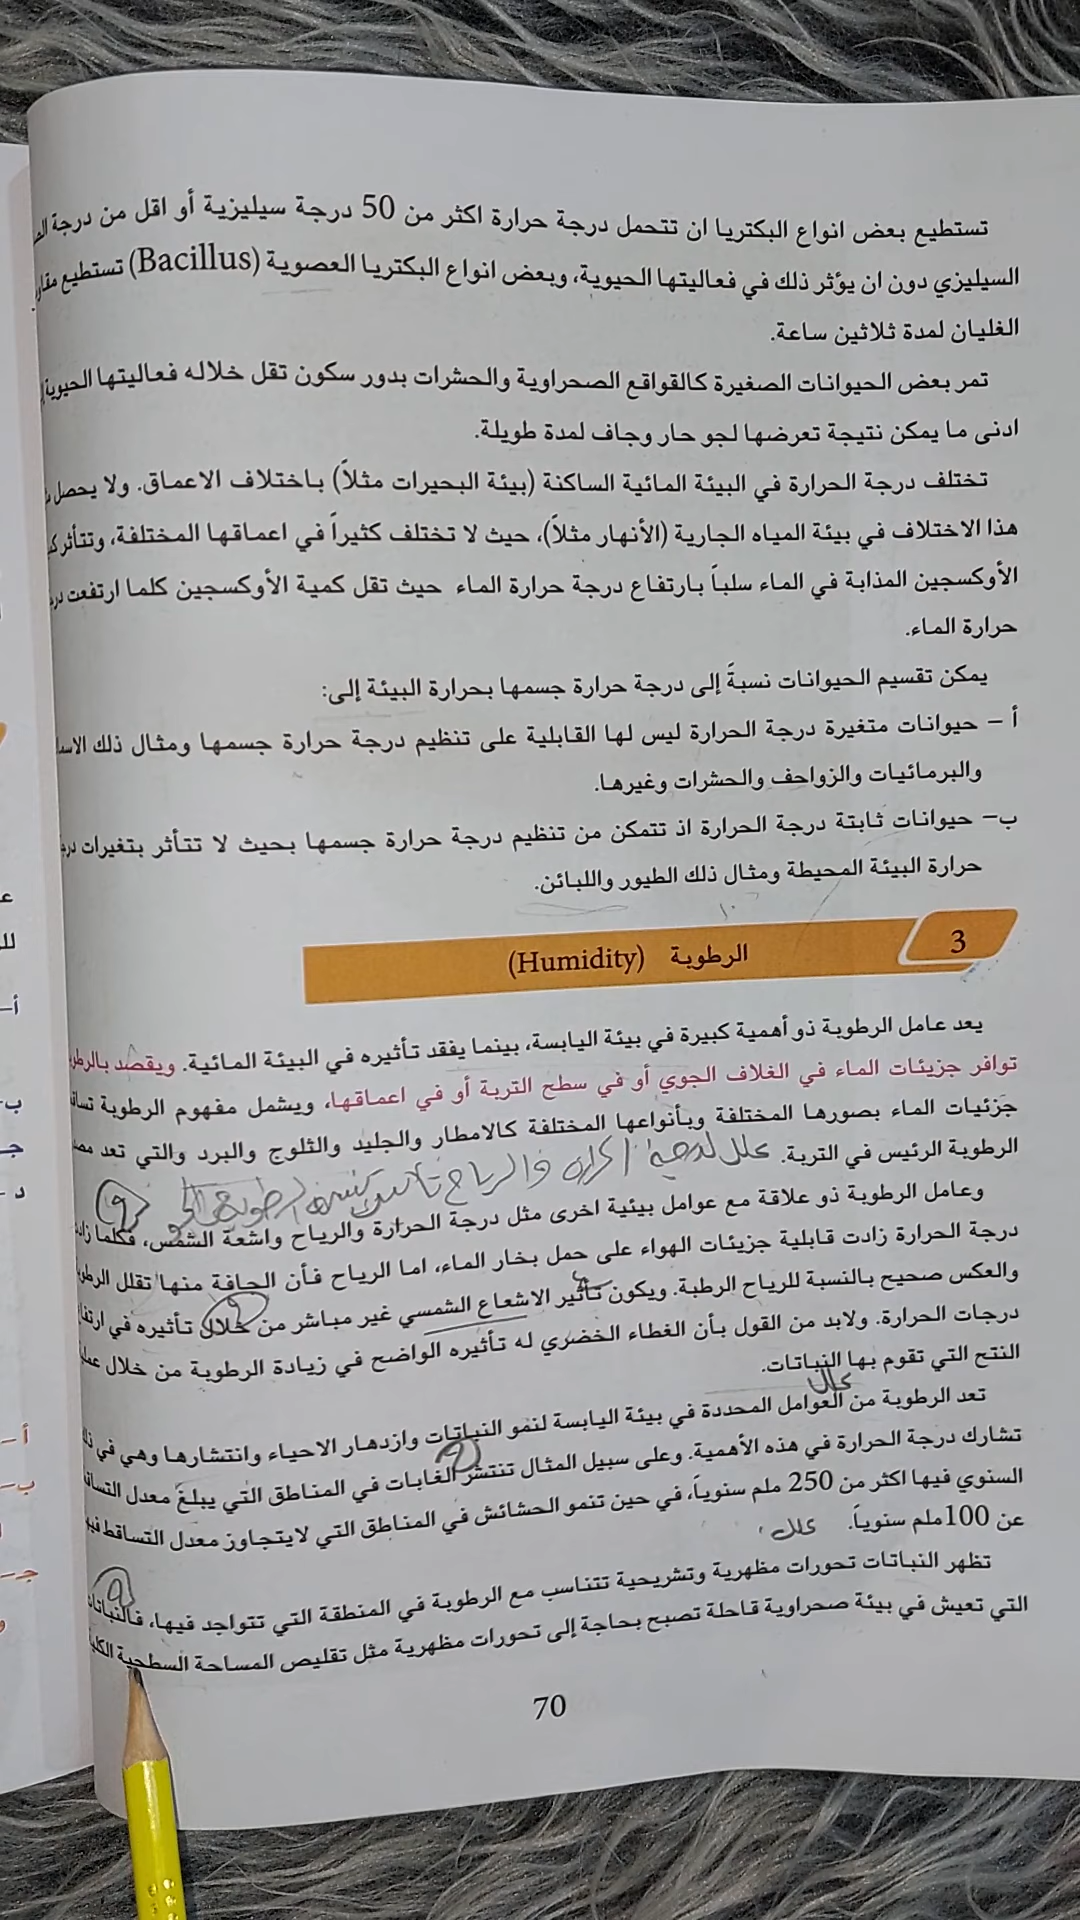 تستطيع بعض انواع البكتريا ان تتحمل درجة حرارة اكثر من 50 درجة سيليزية أو اقل من درجة
السيليزي دون ان يؤثر ذلك في فعاليتها الحيوية، وبعض انواع البكتريا العصوية (Bacillus) تستطيع
الغليان لمدة ثلاثين ساعة.
تمر بعض الحيوانات الصغيرة كالقواقع الصحراوية والحشرات بدور سكون تقل خلاله فعاليتها الحيوية
ادنى ما يمكن نتيجة تعرضها لجو حار وجاف لمدة طويلة.
تختلف درجة الحرارة في البيئة المائية الساكنة (بيئة البحيرات مثلاً) باختلاف الاعماق. ولا يحصل
هذا الاختلاف في بيئة المياه الجارية (الأنهار مثلاً)، حيث لا تختلف كثيراً في اعماقها المختلفة، وتتأثر
الأوكسجين المذابة في الماء سلباً بارتفاع درجة حرارة الماء حيث تقل كمية الأوكسجين كلما ارتفعت
حرارة الماء.
يمكن تقسيم الحيوانات نسبةً إلى درجة حرارة جسمها بحرارة البيئة إلى:
أ – حيوانات متغيرة درجة الحرارة ليس لها القابلية على تنظيم درجة حرارة جسمها ومثال ذلك
والبرمائيات والزواحف والحشرات وغيرها.
ب– حيوانات ثابتة درجة الحرارة اذ تتمكن من تنظيم درجة حرارة جسمها بحيث لا تتأثر بتغيرات
حرارة البيئة المحيطة ومثال ذلك الطيور واللبائن.
3 الرطوبة (Humidity)
يعد عامل الرطوبة ذو أهمية كبيرة في بيئة اليابسة، بينما يفقد تأثيره في البيئة المائية. ويقصد
توافر جزيئات الماء في الغلاف الجوي أو في سطح التربة أو في اعماقها، ويشمل مفهوم الرطوبة
جزئيات الماء بصورها المختلفة وبأنواعها المختلفة كالامطار والجليد والثلوج والبرد والتي تعد
الرطوبة الرئيس في التربة. علل لدرجة الحرارة والرياح
وعامل الرطوبة ذو علاقة مع عوامل بيئية اخرى مثل درجة الحرارة والرياح واشعة الشمس، فكلما
درجة الحرارة زادت قابلية جزيئات الهواء على حمل بخار الماء، اما الرياح فأن الجافة منها تقلل
والعكس صحيح بالنسبة للرياح الرطبة. ويكون تأثير الاشعاع الشمسي غير مباشر من خلال تأثيره في
درجات الحرارة. ولابد من القول بأن الغطاء الخضري له تأثيره الواضح في زيادة الرطوبة من خلال
النتح التي تقوم بها النباتات.
علل
تعد الرطوبة من العوامل المحددة في بيئة اليابسة لنمو النباتات وازدهار الاحياء وانتشارها وهي في
تشارك درجة الحرارة في هذه الأهمية. وعلى سبيل المثال تنتشر الغابات في المناطق التي يبلغ معدل
السنوي فيها اكثر من 250 ملم سنوياً، في حين تنمو الحشائش في المناطق التي لايتجاوز معدل التساقط
عن 100ملم سنوياً. علل
تظهر النباتات تحورات مظهرية وتشريحية تتناسب مع الرطوبة في المنطقة التي تتواجد فيها،
التي تعيش في بيئة صحراوية قاحلة تصبح بحاجة إلى تحورات مظهرية مثل تقليص المساحة السطحية
70